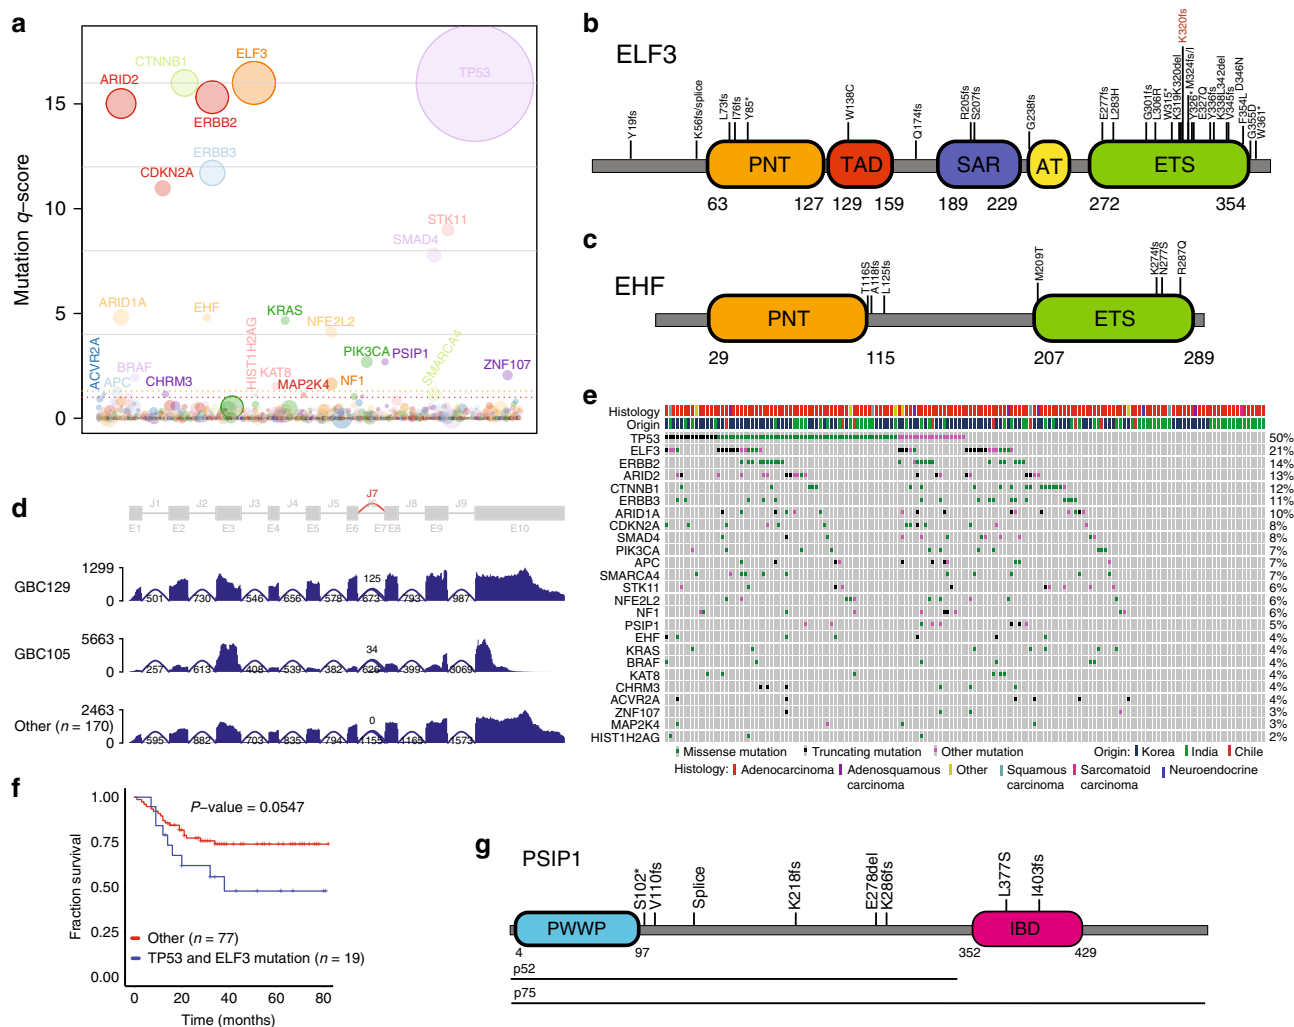 a
Mutation q-score
15
10
5
0
ARID2
CTNNB1
ELF3
ERBB2
TP53
ERBB3
CDKN2A
STK11
SMAD4
ARID1A
EHF
KRAS
NFE2L2
HIST1H2AG
ACVR2A
BRAF
APC
CHRM3
KAT8
MAP2K4
PIK3CA
PSIP1
NF1
SMARCA4
ZNF107
b
ELF3
Y19fs
K56fs/splice
L73fs
I76fs
Y85*
W138C
Q174fs
R205fs
S207fs
G238fs
E277fs
L283H
G301fs
L306R
W315*
K319K320del
K320fs
M324fs/I
Y326*
E327Q
Y336fs
K338L342del
V345fs
D346N
F354L
G355D
W361*
PNT TAD SAR AT ETS
63 127 129 159 189 229 272 354
c
EHF
T116S
A118fs
L125fs
M209T
K274fs
N277S
R287Q
PNT ETS
29 115 207 289
d
J1 J2 J3 J4 J5 J7 J8 J9
E1 E2 E3 E4 E5 E6 E7 E8 E9 E10
GBC129
1299
0
125
501 730 546 656 578 673 793 987
GBC105
5663
0
34
257 613 408 539 382 626 399 3069
Other (n = 170)
2463
0
0
595 882 703 835 794 1155 1165 1573
e
Histology
Origin
TP53 50%
ELF3 21%
ERBB2 14%
ARID2 13%
CTNNB1 12%
ERBB3 11%
ARID1A 10%
CDKN2A 8%
SMAD4 8%
PIK3CA 7%
APC 7%
SMARCA4 7%
STK11 6%
NFE2L2 6%
NF1 6%
PSIP1 5%
EHF 4%
KRAS 4%
BRAF 4%
KAT8 4%
CHRM3 4%
ACVR2A 4%
ZNF107 3%
MAP2K4 3%
HIST1H2AG 2%
Missense mutation Truncating mutation Other mutation Origin: Korea India Chile
Histology: Adenocarcinoma Adenosquamous carcinoma Other Squamous carcinoma Sarcomatoid carcinoma Neuroendocrine
f
Fraction survival
1.00
0.75
0.50
0.25
0.00
P–value = 0.0547
Other (n = 77)
TP53 and ELF3 mutation (n = 19)
0 20 40 60 80
Time (months)
g
PSIP1
S102*
V110fs
Splice
K218fs
E278del
K286fs
L377S
I403fs
PWWP IBD
4 97 352 429
p52
p75